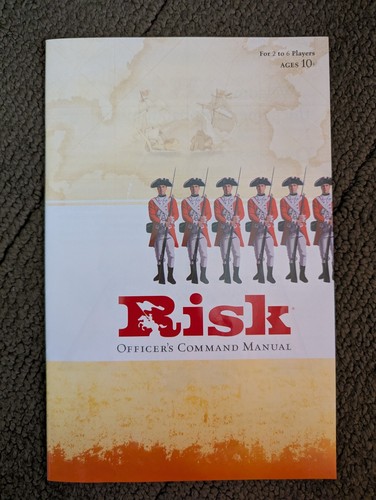 For 2 to 6 Players
AGES 10+
Risk®
OFFICER'S COMMAND MANUAL